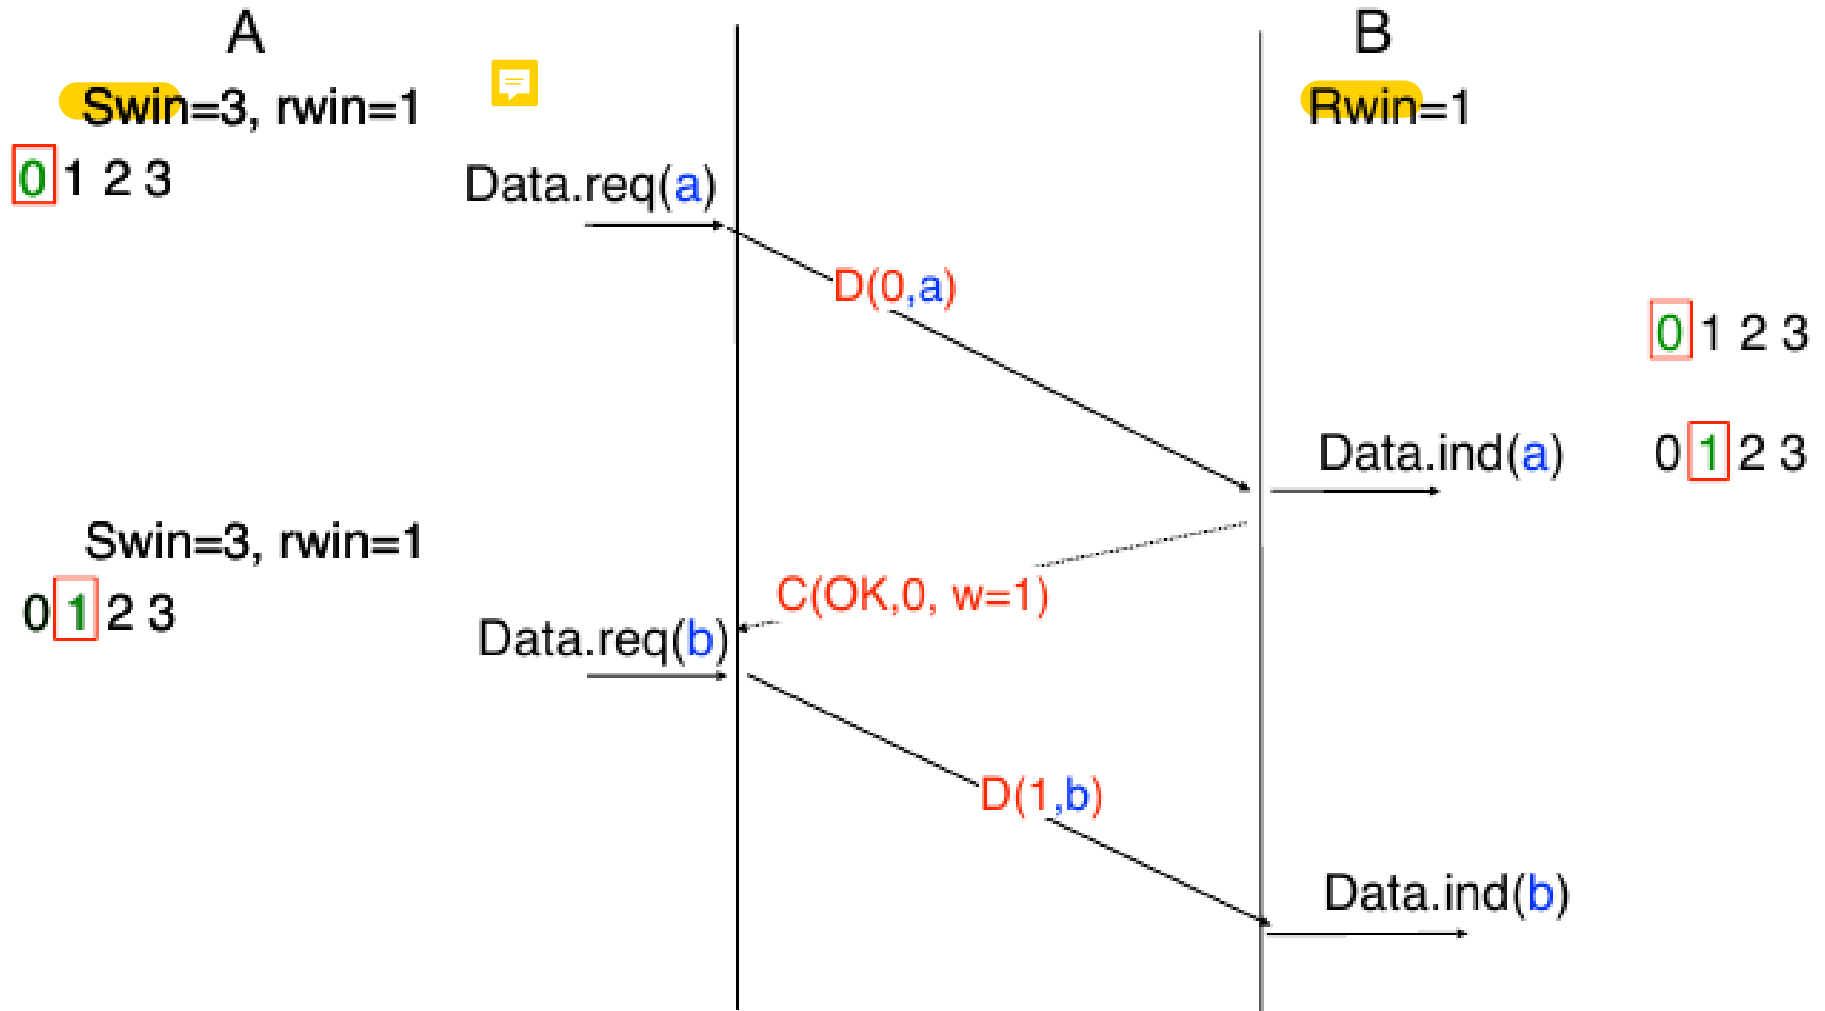 A
B
Swin=3, rwin=1
Rwin=1
0 1 2 3
Data.req(a)
D(0,a)
0 1 2 3
Data.ind(a)
0 1 2 3
Swin=3, rwin=1
C(OK,0, w=1)
0 1 2 3
Data.req(b)
D(1,b)
Data.ind(b)